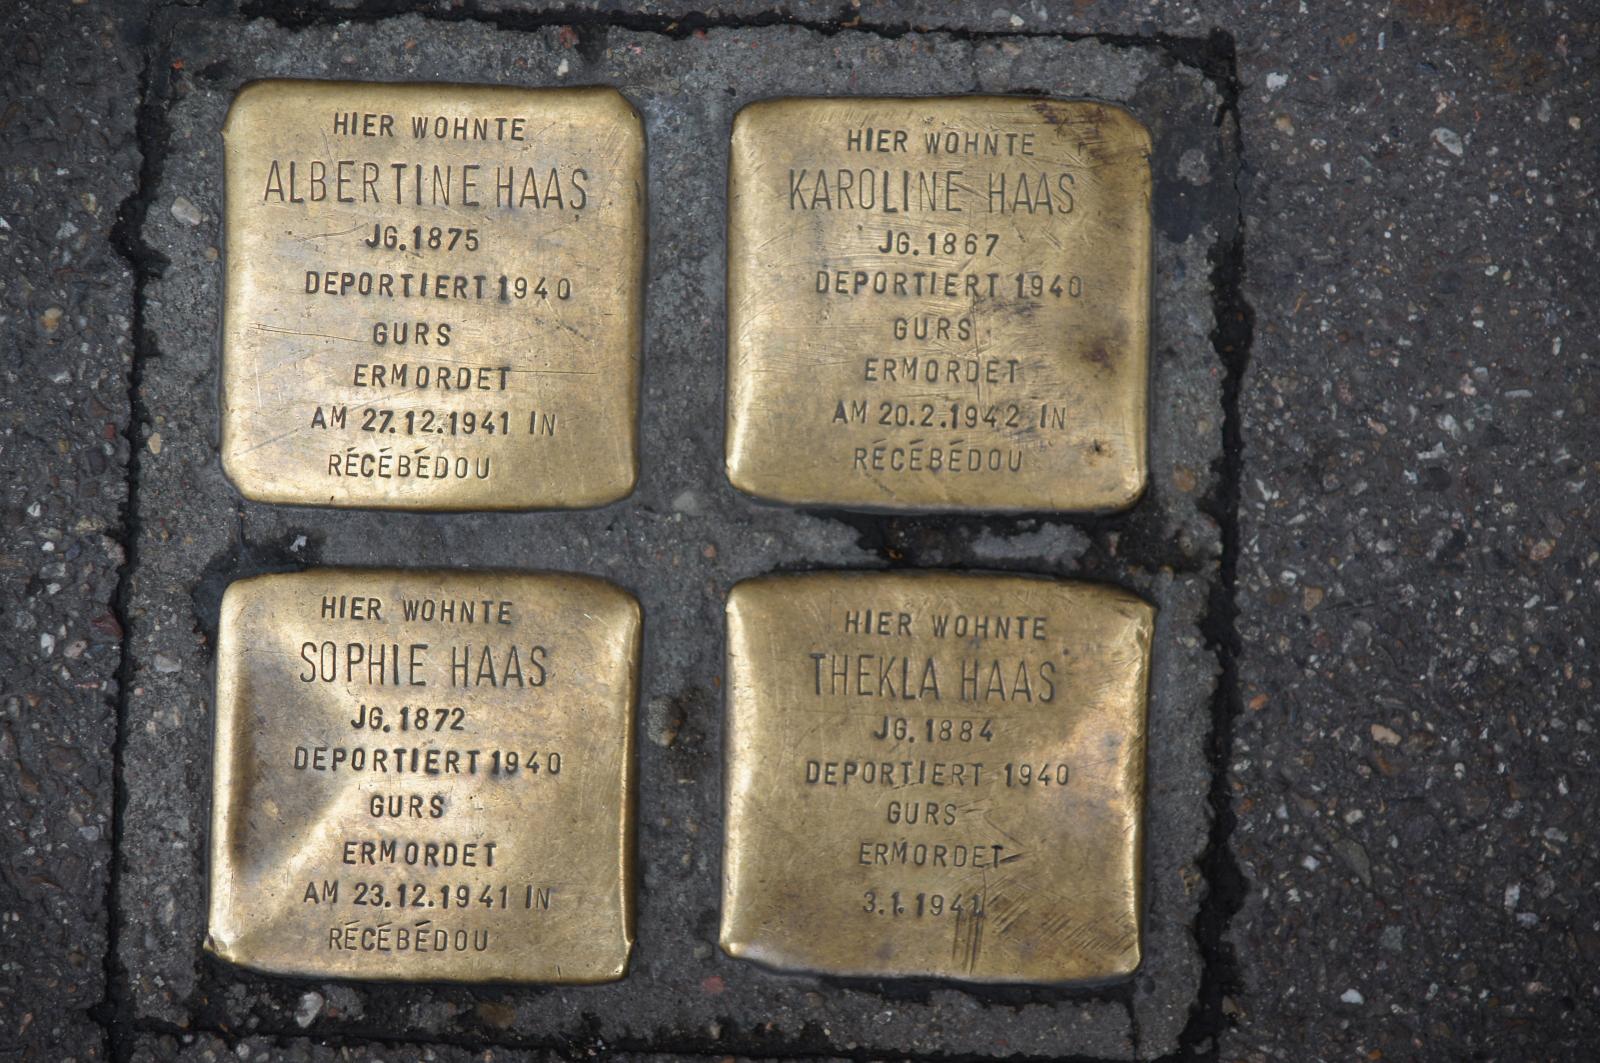 HIER WOHNTE
ALBERTINE HAAS
JG.1875
DEPORTIERT 1940
GURS
ERMORDET
AM 27.12.1941 IN
RÉCÉBÉDOU
HIER WOHNTE
KAROLINE HAAS
JG.1867
DEPORTIERT 1940
GURS
ERMORDET
AM 20.2.1942 IN
RÉCÉBÉDOU
HIER WOHNTE
SOPHIE HAAS
JG.1872
DEPORTIERT 1940
GURS
ERMORDET
AM 23.12.1941 IN
RÉCÉBÉDOU
HIER WOHNTE
THEKLA HAAS
JG.1884
DEPORTIERT 1940
GURS
ERMORDET
3.1.1941